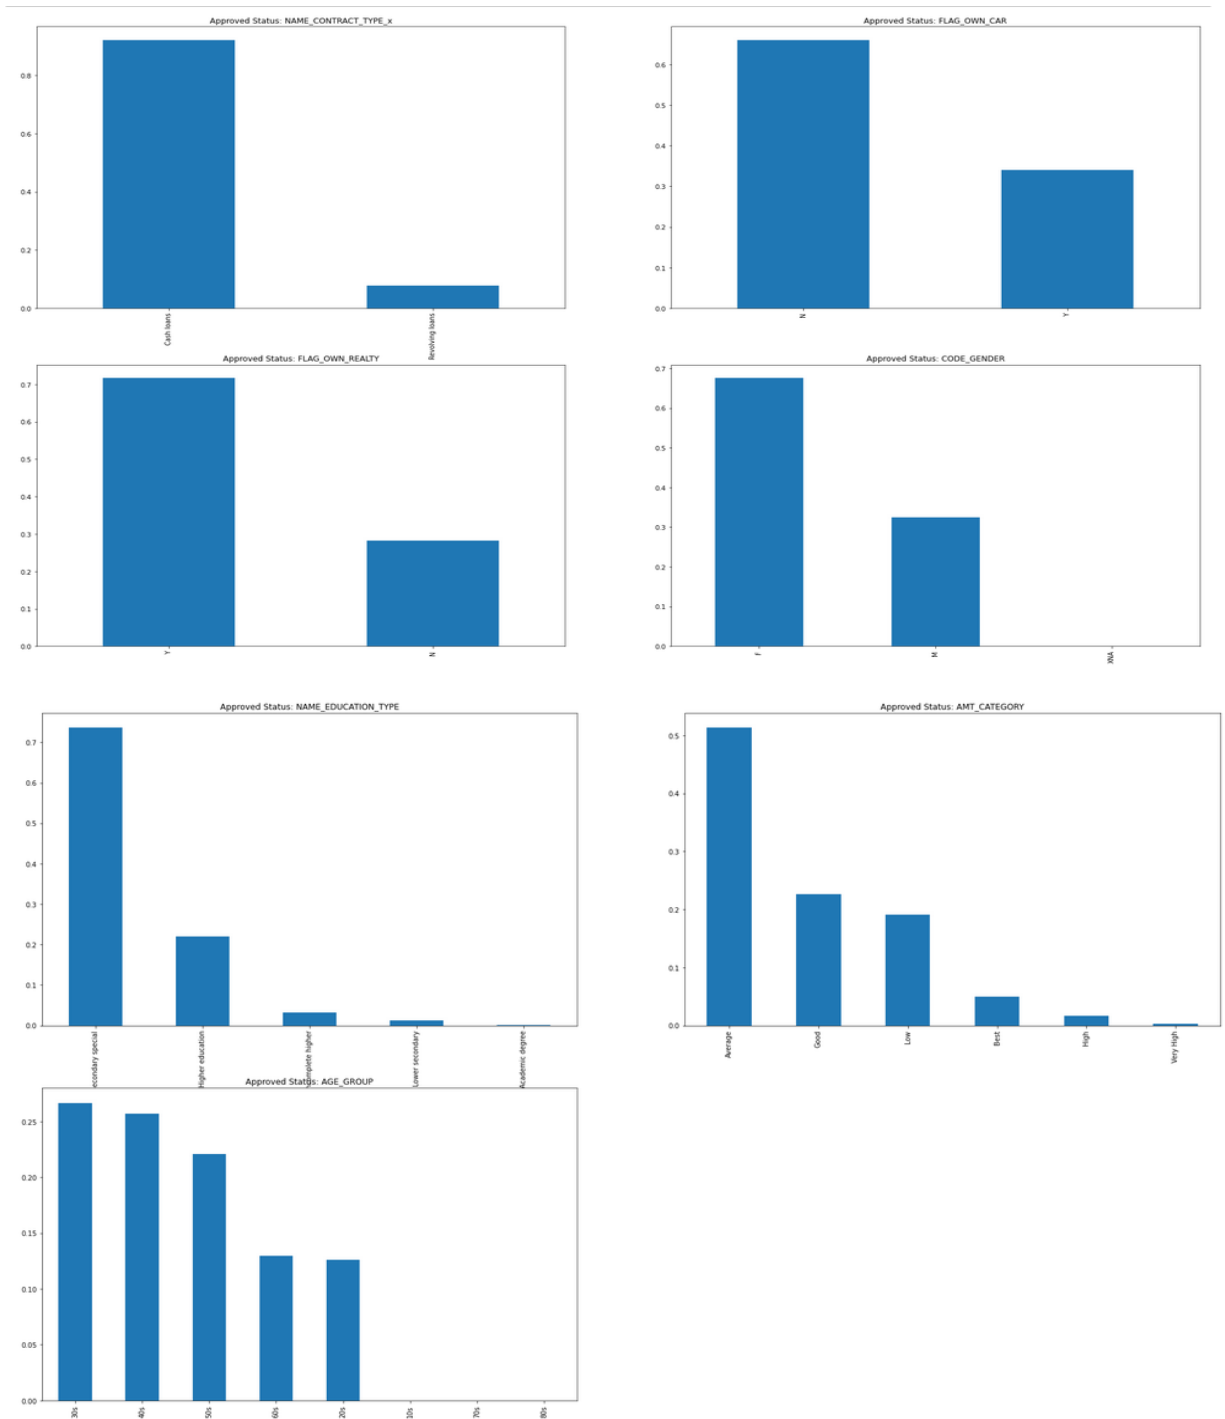 Approved Status: NAME_CONTRACT_TYPE_x
0.8
0.6
0.4
0.2
0.0
Cash loans
Revolving loans
Approved Status: FLAG_OWN_CAR
0.6
0.5
0.4
0.3
0.2
0.1
0.0
N
Y
Approved Status: FLAG_OWN_REALTY
0.7
0.6
0.5
0.4
0.3
0.2
0.1
0.0
Y
N
Approved Status: CODE_GENDER
0.7
0.6
0.5
0.4
0.3
0.2
0.1
0.0
F
M
XNA
Approved Status: NAME_EDUCATION_TYPE
0.7
0.6
0.5
0.4
0.3
0.2
0.1
0.0
econdary special
Higher education
complete higher
Lower secondary
Academic degree
Approved Status: AMT_CATEGORY
0.5
0.4
0.3
0.2
0.1
0.0
Average
Good
Low
Best
High
Very High
Approved Status: AGE_GROUP
0.25
0.20
0.15
0.10
0.05
0.00
30s
40s
50s
60s
20s
10s
70s
80s